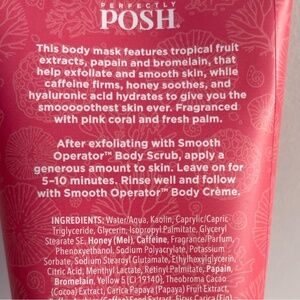 PERFECTLY
POSH
This body mask features tropical fruit
extracts, papain and bromelain, that
help exfoliate and smooth skin, while
caffeine firms, honey soothes, and
hyaluronic acid hydrates to give you the
smooooothest skin ever. Fragranced
with pink coral and fresh palm.
After exfoliating with Smooth
Operator™ Body Scrub, apply a
generous amount to skin. Leave on for
5-10 minutes. Rinse well and follow
with Smooth Operator™ Body Crème.
INGREDIENTS: Water/Aqua, Kaolin, Caprylic/Capric
Triglyceride, Glycerin, Isopropyl Palmitate, Glyceryl
Stearate SE, Honey (Mel), Caffeine, Fragrance/Parfum,
Phenoxyethanol, Sodium Polyacrylate, Potassium
Sorbate, Sodium Stearoyl Glutamate, Ethylhexylglycerin,
Citric Acid, Menthyl Lactate, Retinyl Palmitate, Papain,
Bromelain, Yellow 5 (CI 19140), Theobroma Cacao
(Cocoa) Extract, Carica Papaya (Papaya) Fruit